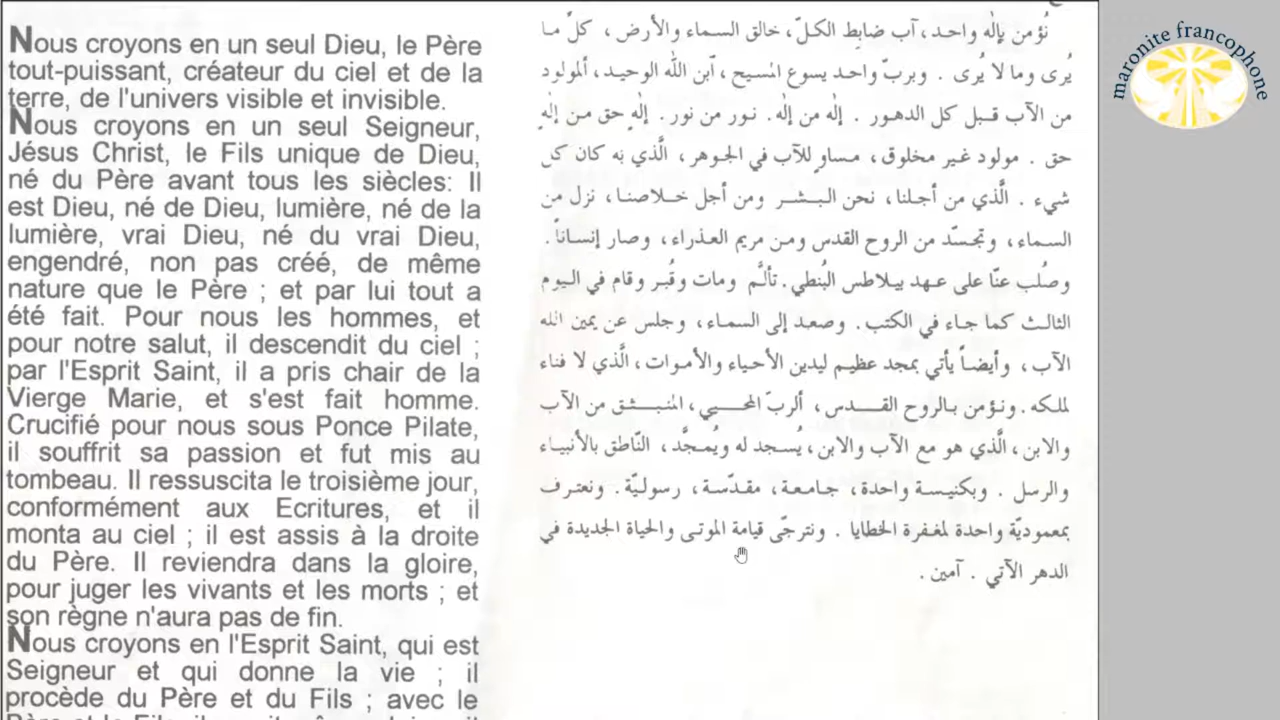 Nous croyons en un seul Dieu, le Père
tout-puissant, créateur du ciel et de la
terre, de l'univers visible et invisible.
Nous croyons en un seul Seigneur,
Jésus Christ, le Fils unique de Dieu,
né du Père avant tous les siècles: Il
est Dieu, né de Dieu, lumière, né de la
lumière, vrai Dieu, né du vrai Dieu,
engendré, non pas créé, de même
nature que le Père ; et par lui tout a
été fait. Pour nous les hommes, et
pour notre salut, il descendit du ciel ;
par l'Esprit Saint, il a pris chair de la
Vierge Marie, et s'est fait homme.
Crucifié pour nous sous Ponce Pilate,
il souffrit sa passion et fut mis au
tombeau. Il ressuscita le troisième jour,
conformément aux Ecritures, et il
monta au ciel ; il est assis à la droite
du Père. Il reviendra dans la gloire,
pour juger les vivants et les morts ; et
son règne n'aura pas de fin.
Nous croyons en l'Esprit Saint, qui est
Seigneur et qui donne la vie ; il
procède du Père et du Fils ; avec le
نُؤمن بإله واحد، آب ضابِط الكلّ، خالق السماء والأرض، كلّ ما
يُرى وما لا يُرى . وبربّ واحد يسوع المسيح، ٱبن الله الوحيد، ألمولود
من الآب قبل كل الدهور . إله من إله. نور من نور. إلهٍ حق من إلهٍ
حق . مولود غير مخلوق، مساوٍ للآب في الجوهر، الَّذي به كان كل
شيء . الَّذي من أجلنا، نحن البشر ومن أجل خلاصنا، نزل من
السماء، وتجسّد من الروح القدس ومن مريم العذراء، وصار إنساناً.
وصُلب عنّا على عهد بيلاطس البُنطي. تألّم ومات وقُبر وقام في اليوم
الثالث كما جاء في الكتب. وصعد إلى السماء، وجلس عن يمين الله
الآب، وأيضاً يأتي بمجد عظيم ليدين الأحياء والأموات، الَّذي لا فناء
لملكه. ونؤمن بالروح القدس، ألربّ المحيي، المنبثق من الآب
والابن، الَّذي هو مع الآب والابن، يُسجد له ويُمجَّد، النَّاطق بالأنبياء
والرسل . وبكنيسة واحدة، جامعة، مقدّسة، رسوليّة. ونعترف
بمعموديّة واحدة لمغفرة الخطايا . ونترجّى قيامة الموتى والحياة الجديدة في
الدهر الآتي . آمين .
maronite francophone